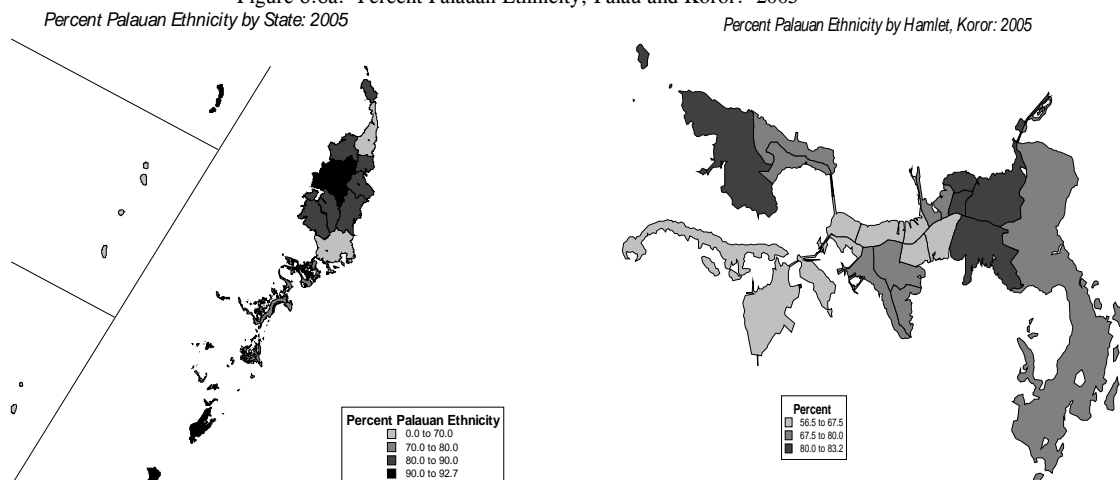 Figure 8.6a: Percent Palauan Ethnicity, Palau and Koror: 2005
Percent Palauan Ethnicity by State: 2005
Percent Palauan Ethnicity by Hamlet, Koror: 2005
Percent Palauan Ethnicity
0.0 to 70.0
70.0 to 80.0
80.0 to 90.0
90.0 to 92.7
Percent
56.5 to 67.5
67.5 to 80.0
80.0 to 83.2